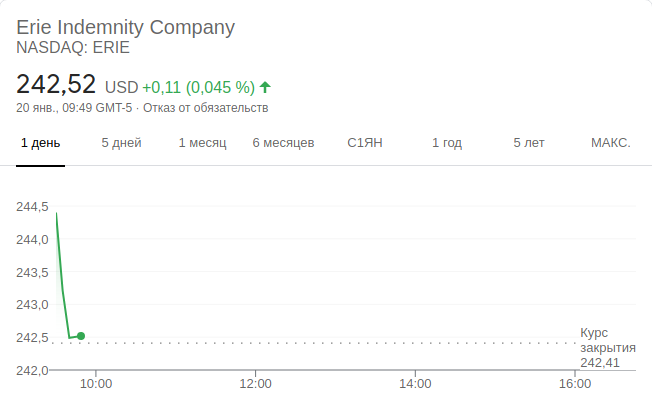 Erie Indemnity Company
NASDAQ: ERIE
242,52 USD +0,11 (0,045 %)
20 янв., 09:49 GMT-5 · Отказ от обязательств
1 день 5 дней 1 месяц 6 месяцев С1ЯН 1 год 5 лет МАКС.
244,5
244,0
243,5
243,0
242,5
242,0
Курс
закрытия
242,41
10:00 12:00 14:00 16:00